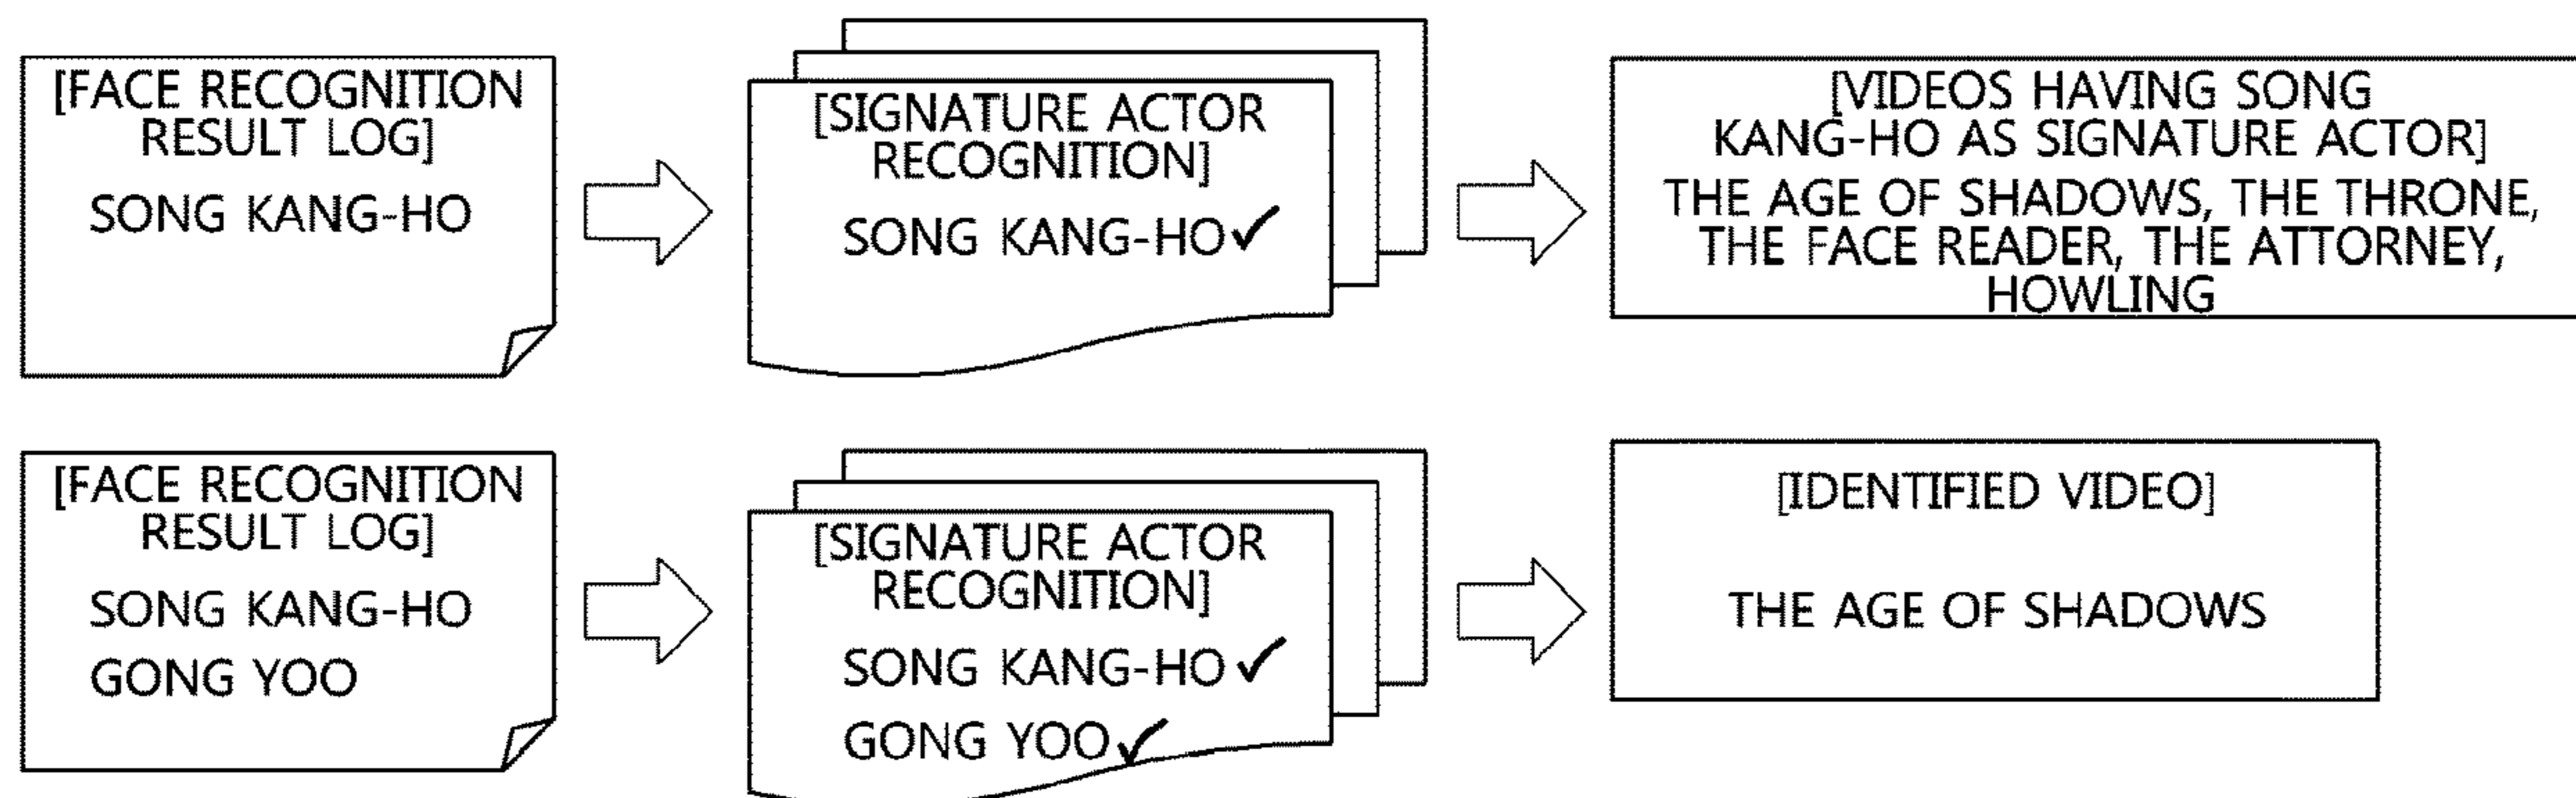 [FACE RECOGNITION
RESULT LOG]
SONG KANG-HO
[SIGNATURE ACTOR
RECOGNITION]
SONG KANG-HO✓
[VIDEOS HAVING SONG
KANG-HO AS SIGNATURE ACTOR]
THE AGE OF SHADOWS, THE THRONE,
THE FACE READER, THE ATTORNEY,
HOWLING
[FACE RECOGNITION
RESULT LOG]
SONG KANG-HO
GONG YOO
[SIGNATURE ACTOR
RECOGNITION]
SONG KANG-HO ✓
GONG YOO✓
[IDENTIFIED VIDEO]
THE AGE OF SHADOWS